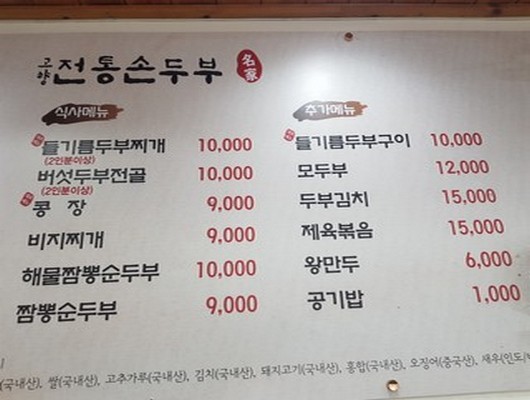 고양 전통손두부 名家
식사메뉴
들기름두부찌개 10,000
(2인분이상)
버섯두부전골 10,000
(2인분이상)
콩 장 9,000
비지찌개 9,000
해물짬뽕순두부 10,000
짬뽕순두부 9,000
추가메뉴
들기름두부구이 10,000
모두부 12,000
두부김치 15,000
제육볶음 15,000
왕만두 6,000
공기밥 1,000
(국내산), 쌀(국내산), 고추가루(국내산), 김치(국내산), 돼지고기(국내산), 홍합(국내산), 오징어(중국산), 새우(인도/